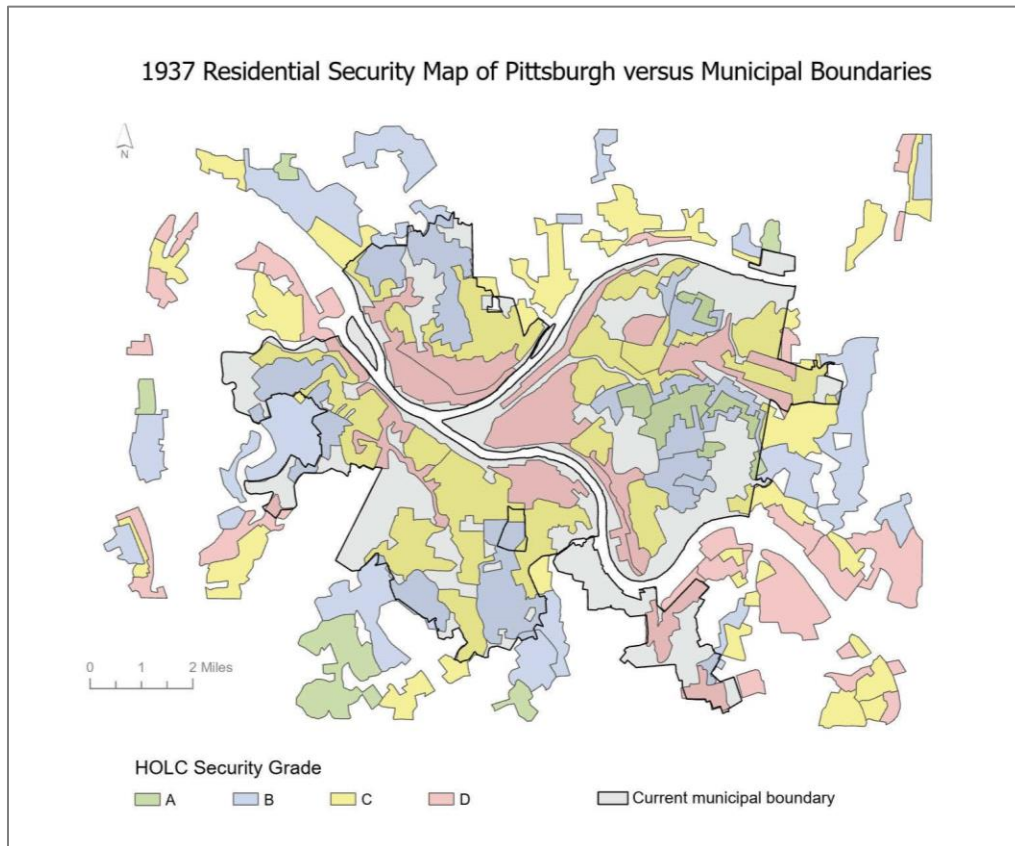 1937 Residential Security Map of Pittsburgh versus Municipal Boundaries
N
0 1 2 Miles
HOLC Security Grade
A B C D Current municipal boundary